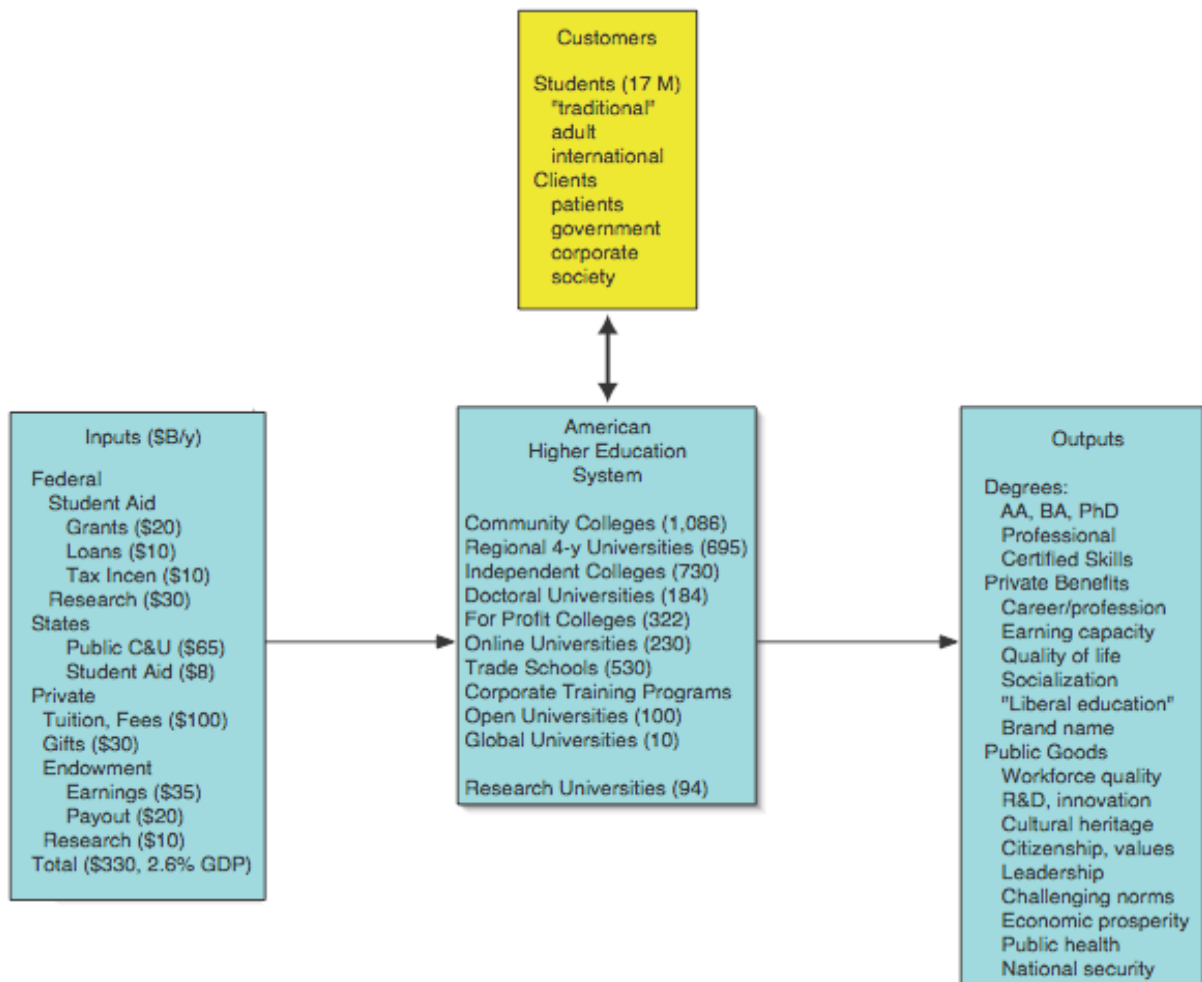 Customers
Students (17 M)
"traditional"
adult
international
Clients
patients
government
corporate
society
Inputs ($B/y)
Federal
Student Aid
Grants ($20)
Loans ($10)
Tax Incen ($10)
Research ($30)
States
Public C&U ($65)
Student Aid ($8)
Private
Tuition, Fees ($100)
Gifts ($30)
Endowment
Earnings ($35)
Payout ($20)
Research ($10)
Total ($330, 2.6% GDP)
American
Higher Education
System
Community Colleges (1,086)
Regional 4-y Universities (695)
Independent Colleges (730)
Doctoral Universities (184)
For Profit Colleges (322)
Online Universities (230)
Trade Schools (530)
Corporate Training Programs
Open Universities (100)
Global Universities (10)
Research Universities (94)
Outputs
Degrees:
AA, BA, PhD
Professional
Certified Skills
Private Benefits
Career/profession
Earning capacity
Quality of life
Socialization
"Liberal education"
Brand name
Public Goods
Workforce quality
R&D, innovation
Cultural heritage
Citizenship, values
Leadership
Challenging norms
Economic prosperity
Public health
National security